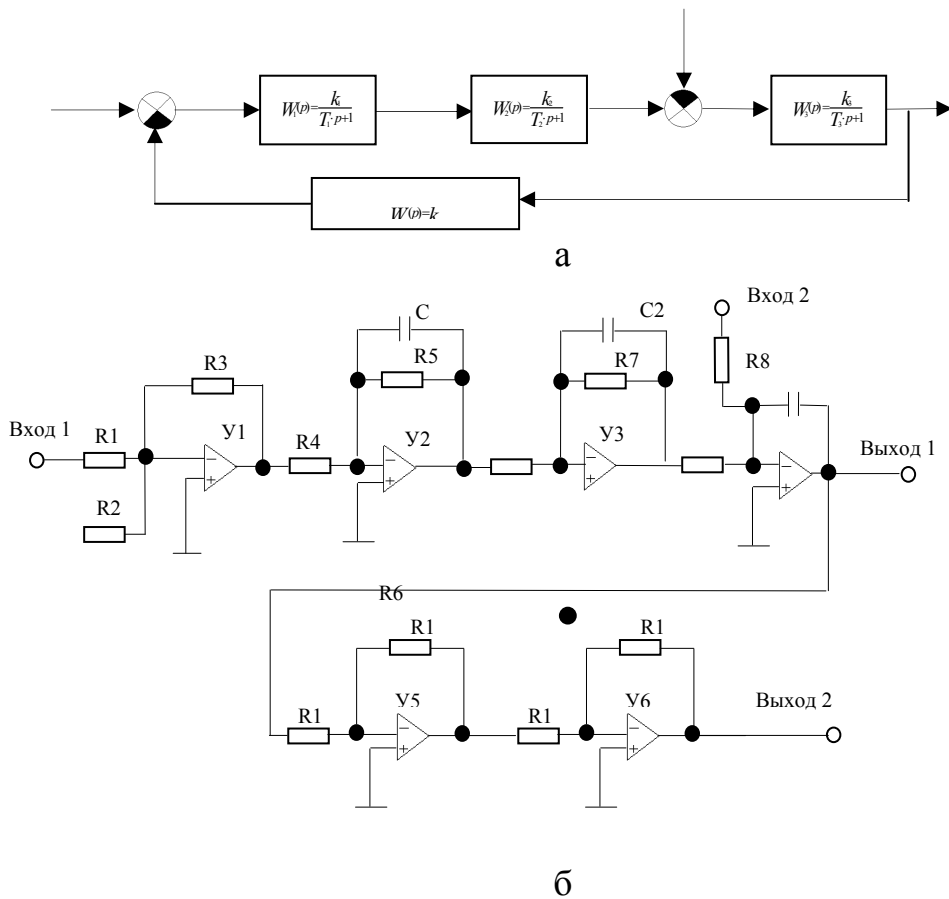 W₁(p)=k₁/(T₁·p+1)
W₂(p)=k₂/(T₂·p+1)
W₃(p)=k₃/(T₃·p+1)
W(p)=k
а
Вход 2
C
C2
R3
R5
R7
R8
Вход 1
R1
У1
R4
У2
У3
Выход 1
R2
R6
R1
R1
R1
У5
R1
У6
Выход 2
б